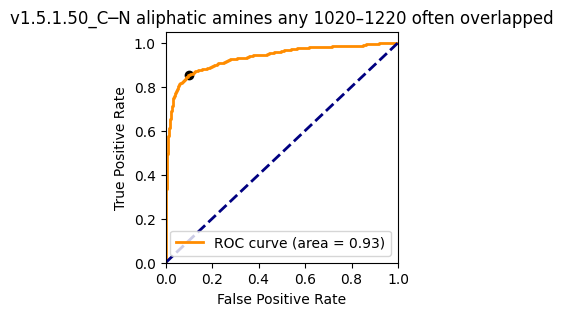 v1.5.1.50_C─N aliphatic amines any 1020–1220 often overlapped
1.0
0.8
0.6
0.4
0.2
0.0
True Positive Rate
ROC curve (area = 0.93)
0.0 0.2 0.4 0.6 0.8 1.0
False Positive Rate